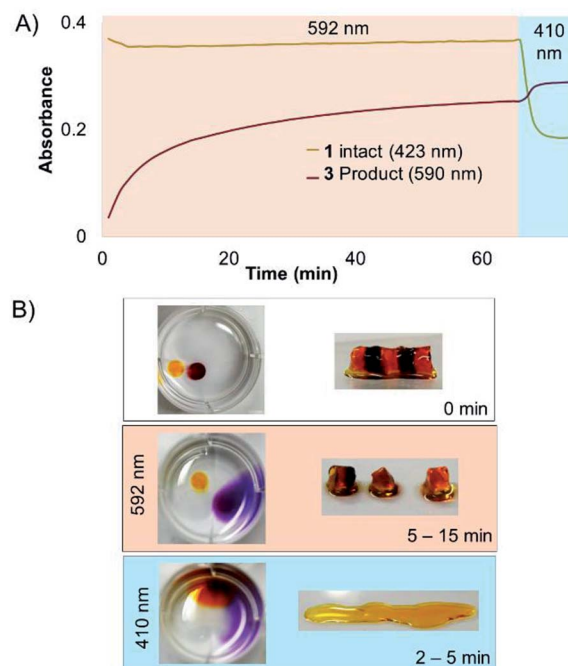 A)
0.4
592 nm
410
nm
Absorbance
0.2
1 intact (423 nm)
3 Product (590 nm)
0
0
20
40
60
Time (min)
B)
0 min
592 nm
5 – 15 min
410 nm
2 – 5 min